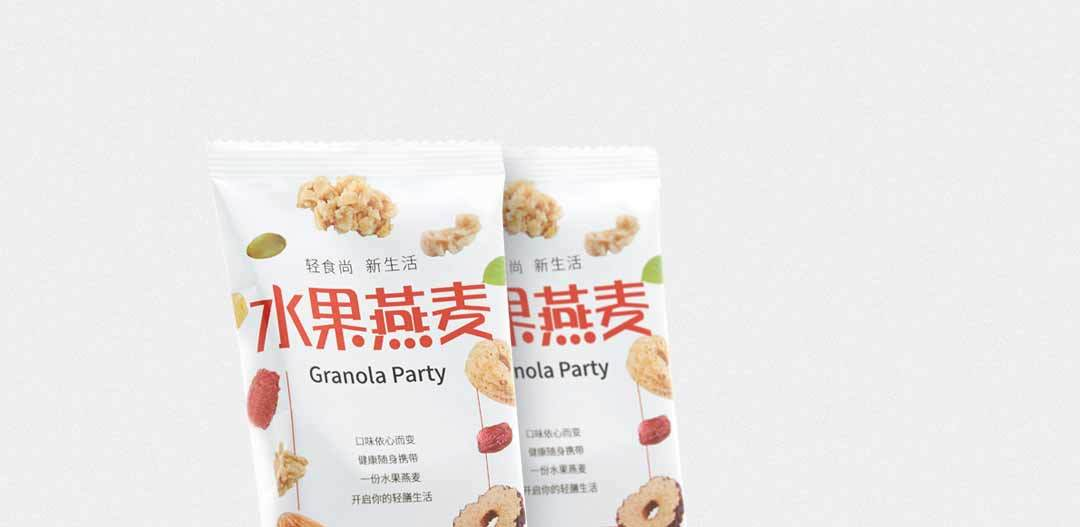 轻食尚 新生活
水果燕麦
Granola Party
口味依心而变
健康随身携带
一份水果燕麦
开启你的轻膳生活
尚 新生活
果燕麦
nola Party
口味依心而变
健康随身携带
一份水果燕麦
开启你的轻膳生活